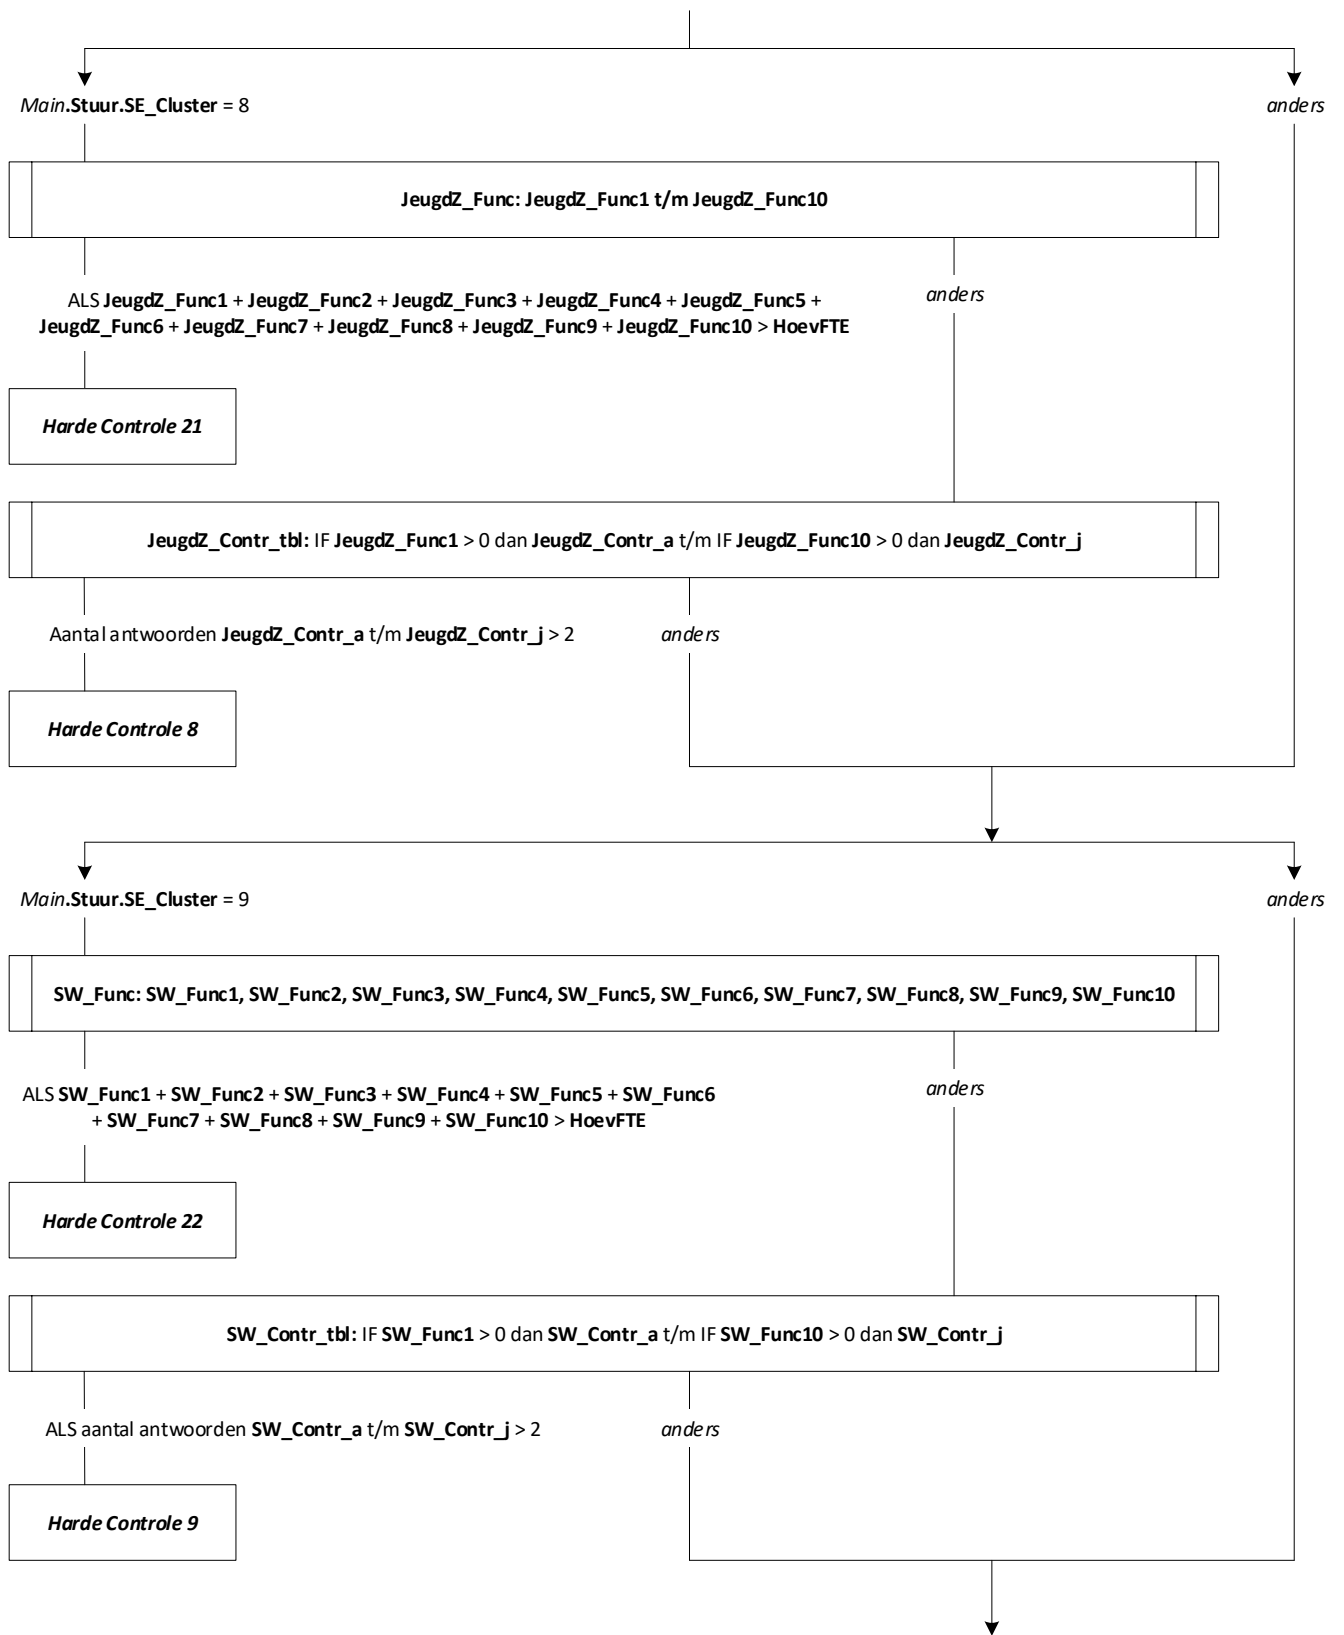 Main.Stuur.SE_Cluster = 8
anders
JeugdZ_Func: JeugdZ_Func1 t/m JeugdZ_Func10
ALS JeugdZ_Func1 + JeugdZ_Func2 + JeugdZ_Func3 + JeugdZ_Func4 + JeugdZ_Func5 +
JeugdZ_Func6 + JeugdZ_Func7 + JeugdZ_Func8 + JeugdZ_Func9 + JeugdZ_Func10 > HoevFTE
anders
Harde Controle 21
JeugdZ_Contr_tbl: IF JeugdZ_Func1 > 0 dan JeugdZ_Contr_a t/m IF JeugdZ_Func10 > 0 dan JeugdZ_Contr_j
Aantal antwoorden JeugdZ_Contr_a t/m JeugdZ_Contr_j > 2
anders
Harde Controle 8
Main.Stuur.SE_Cluster = 9
anders
SW_Func: SW_Func1, SW_Func2, SW_Func3, SW_Func4, SW_Func5, SW_Func6, SW_Func7, SW_Func8, SW_Func9, SW_Func10
ALS SW_Func1 + SW_Func2 + SW_Func3 + SW_Func4 + SW_Func5 + SW_Func6
+ SW_Func7 + SW_Func8 + SW_Func9 + SW_Func10 > HoevFTE
anders
Harde Controle 22
SW_Contr_tbl: IF SW_Func1 > 0 dan SW_Contr_a t/m IF SW_Func10 > 0 dan SW_Contr_j
ALS aantal antwoorden SW_Contr_a t/m SW_Contr_j > 2
anders
Harde Controle 9